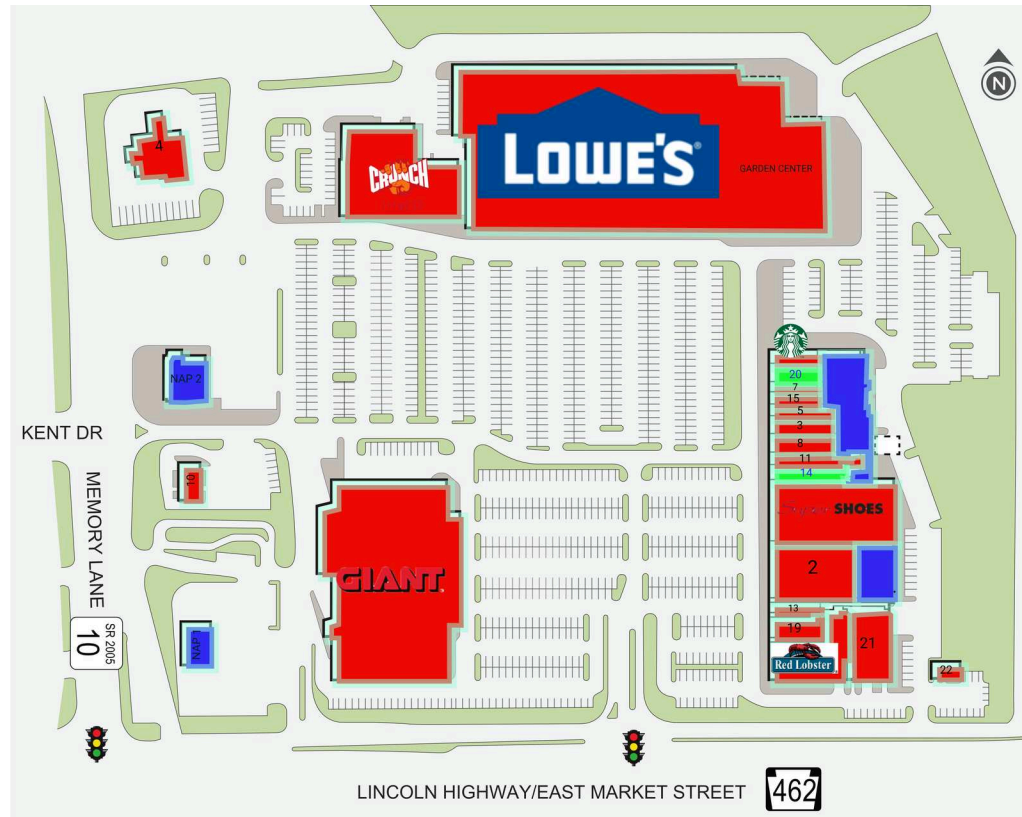 N
4
CRUNCH
LOWE'S
GARDEN CENTER
20
NAP 2
7
15
5
3
KENT DR
8
11
14
10
SHOES
MEMORY LANE
GIANT
2
13
19
SR 2005
10
NAP 1
21
Red Lobster
22
LINCOLN HIGHWAY/EAST MARKET STREET
462